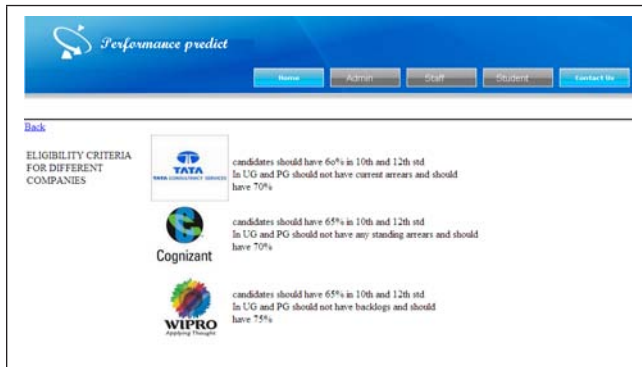 Performance predict
Home Admin Staff Student Contact Us
Back
ELIGIBILITY CRITERIA
FOR DIFFERENT
COMPANIES
TATA
TATA CONSULTANCY SERVICES
candidates should have 6o% in 10th and 12th std
In UG and PG should not have current arrears and should
have 70%
Cognizant
candidates should have 65% in 10th and 12th std
In UG and PG should not have any standing arrears and should
have 70%
WIPRO
Applying Thought
candidates should have 65% in 10th and 12th std
In UG and PG should not have backlogs and should
have 75%